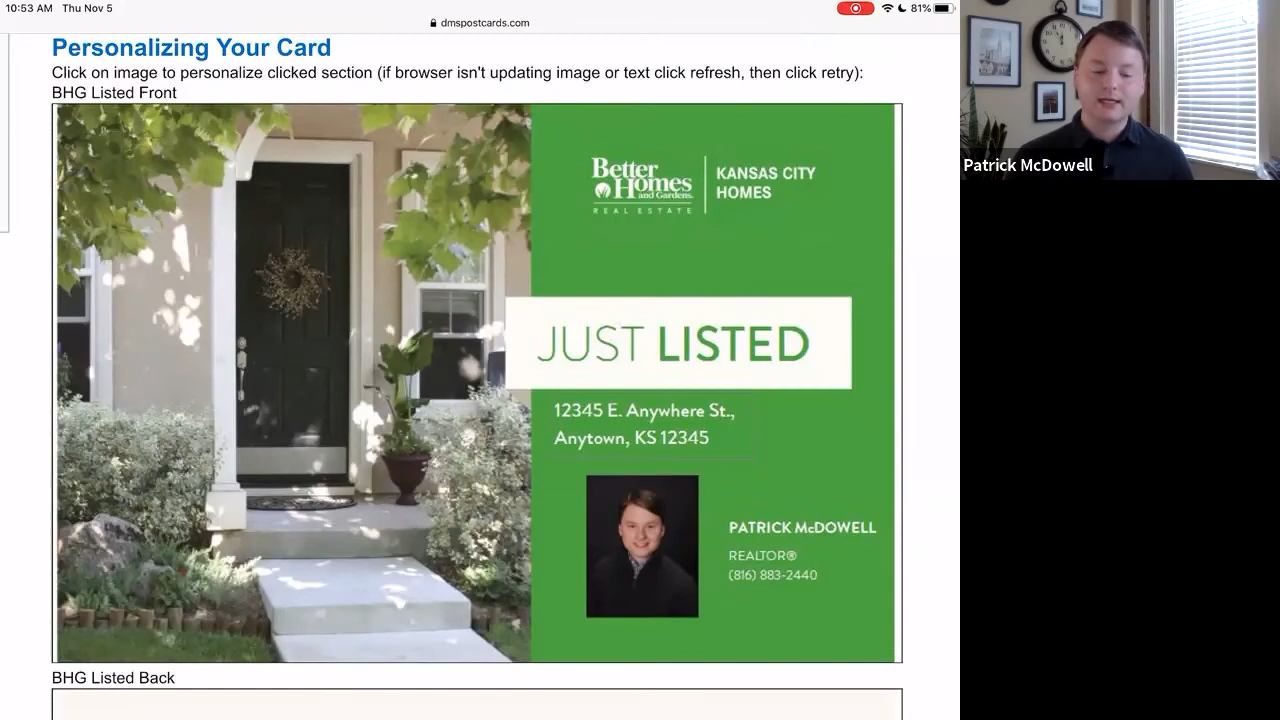 10:53 AM Thu Nov 5
dmspostcards.com
81%
Personalizing Your Card
Click on image to personalize clicked section (if browser isn't updating image or text click refresh, then click retry):
BHG Listed Front
Better
Homes
and Gardens
REAL ESTATE
KANSAS CITY
HOMES
JUST LISTED
12345 E. Anywhere St.,
Anytown, KS 12345
PATRICK McDOWELL
REALTOR®
(816) 883-2440
BHG Listed Back
Patrick McDowell